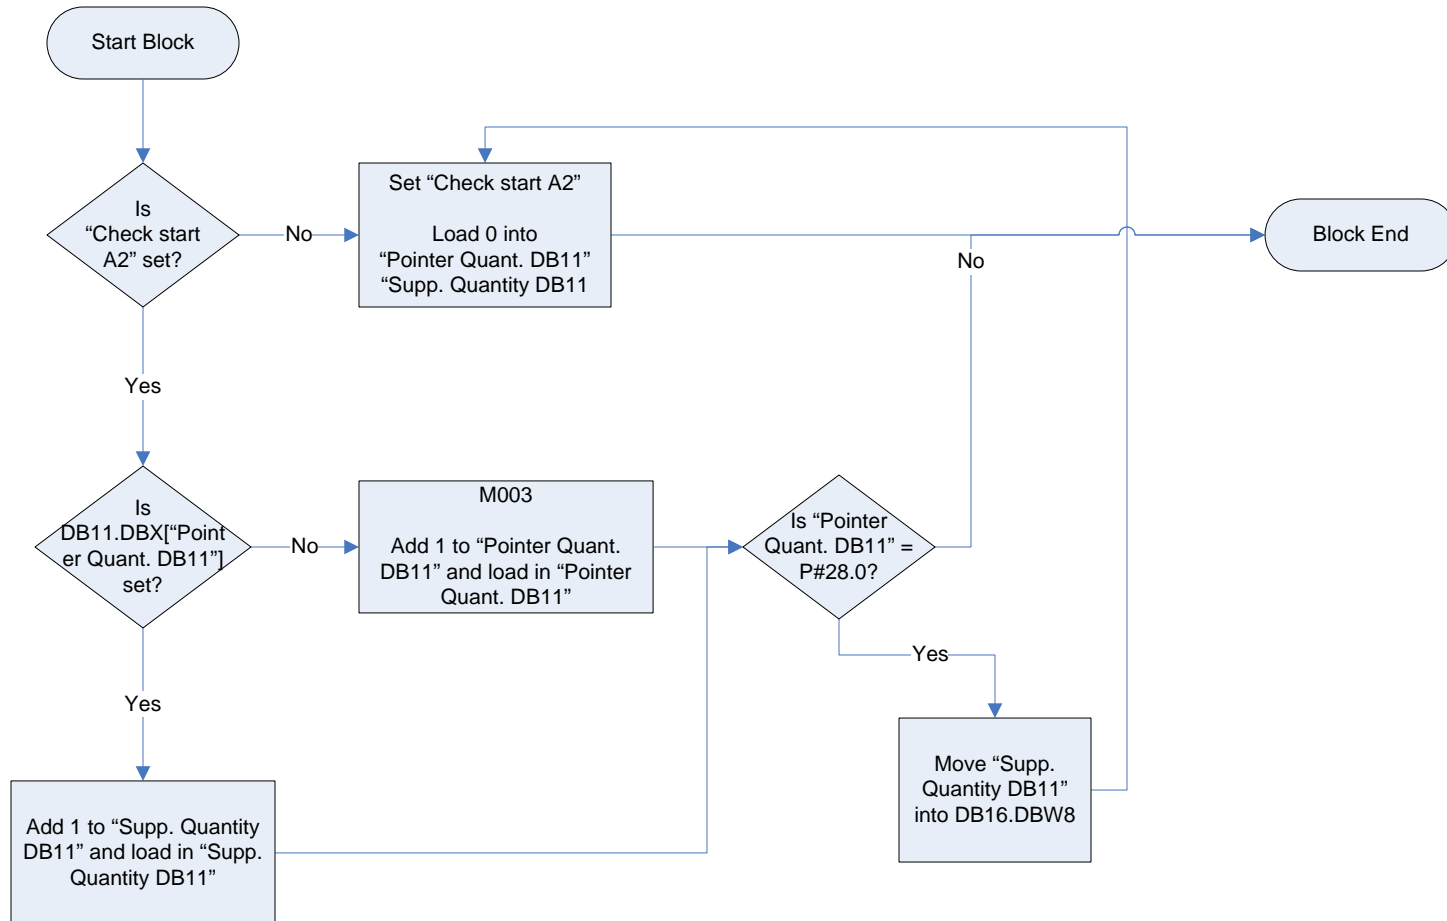 Start Block
Is
“Check start
A2” set?
No
Set “Check start A2”
Load 0 into
“Pointer Quant. DB11”
“Supp. Quantity DB11
No
Block End
Yes
Is
DB11.DBX[“Point
er Quant. DB11”]
set?
No
M003
Add 1 to “Pointer Quant.
DB11” and load in “Pointer
Quant. DB11”
Is “Pointer
Quant. DB11” =
P#28.0?
Yes
Yes
Move “Supp.
Quantity DB11”
into DB16.DBW8
Add 1 to “Supp. Quantity
DB11” and load in “Supp.
Quantity DB11”